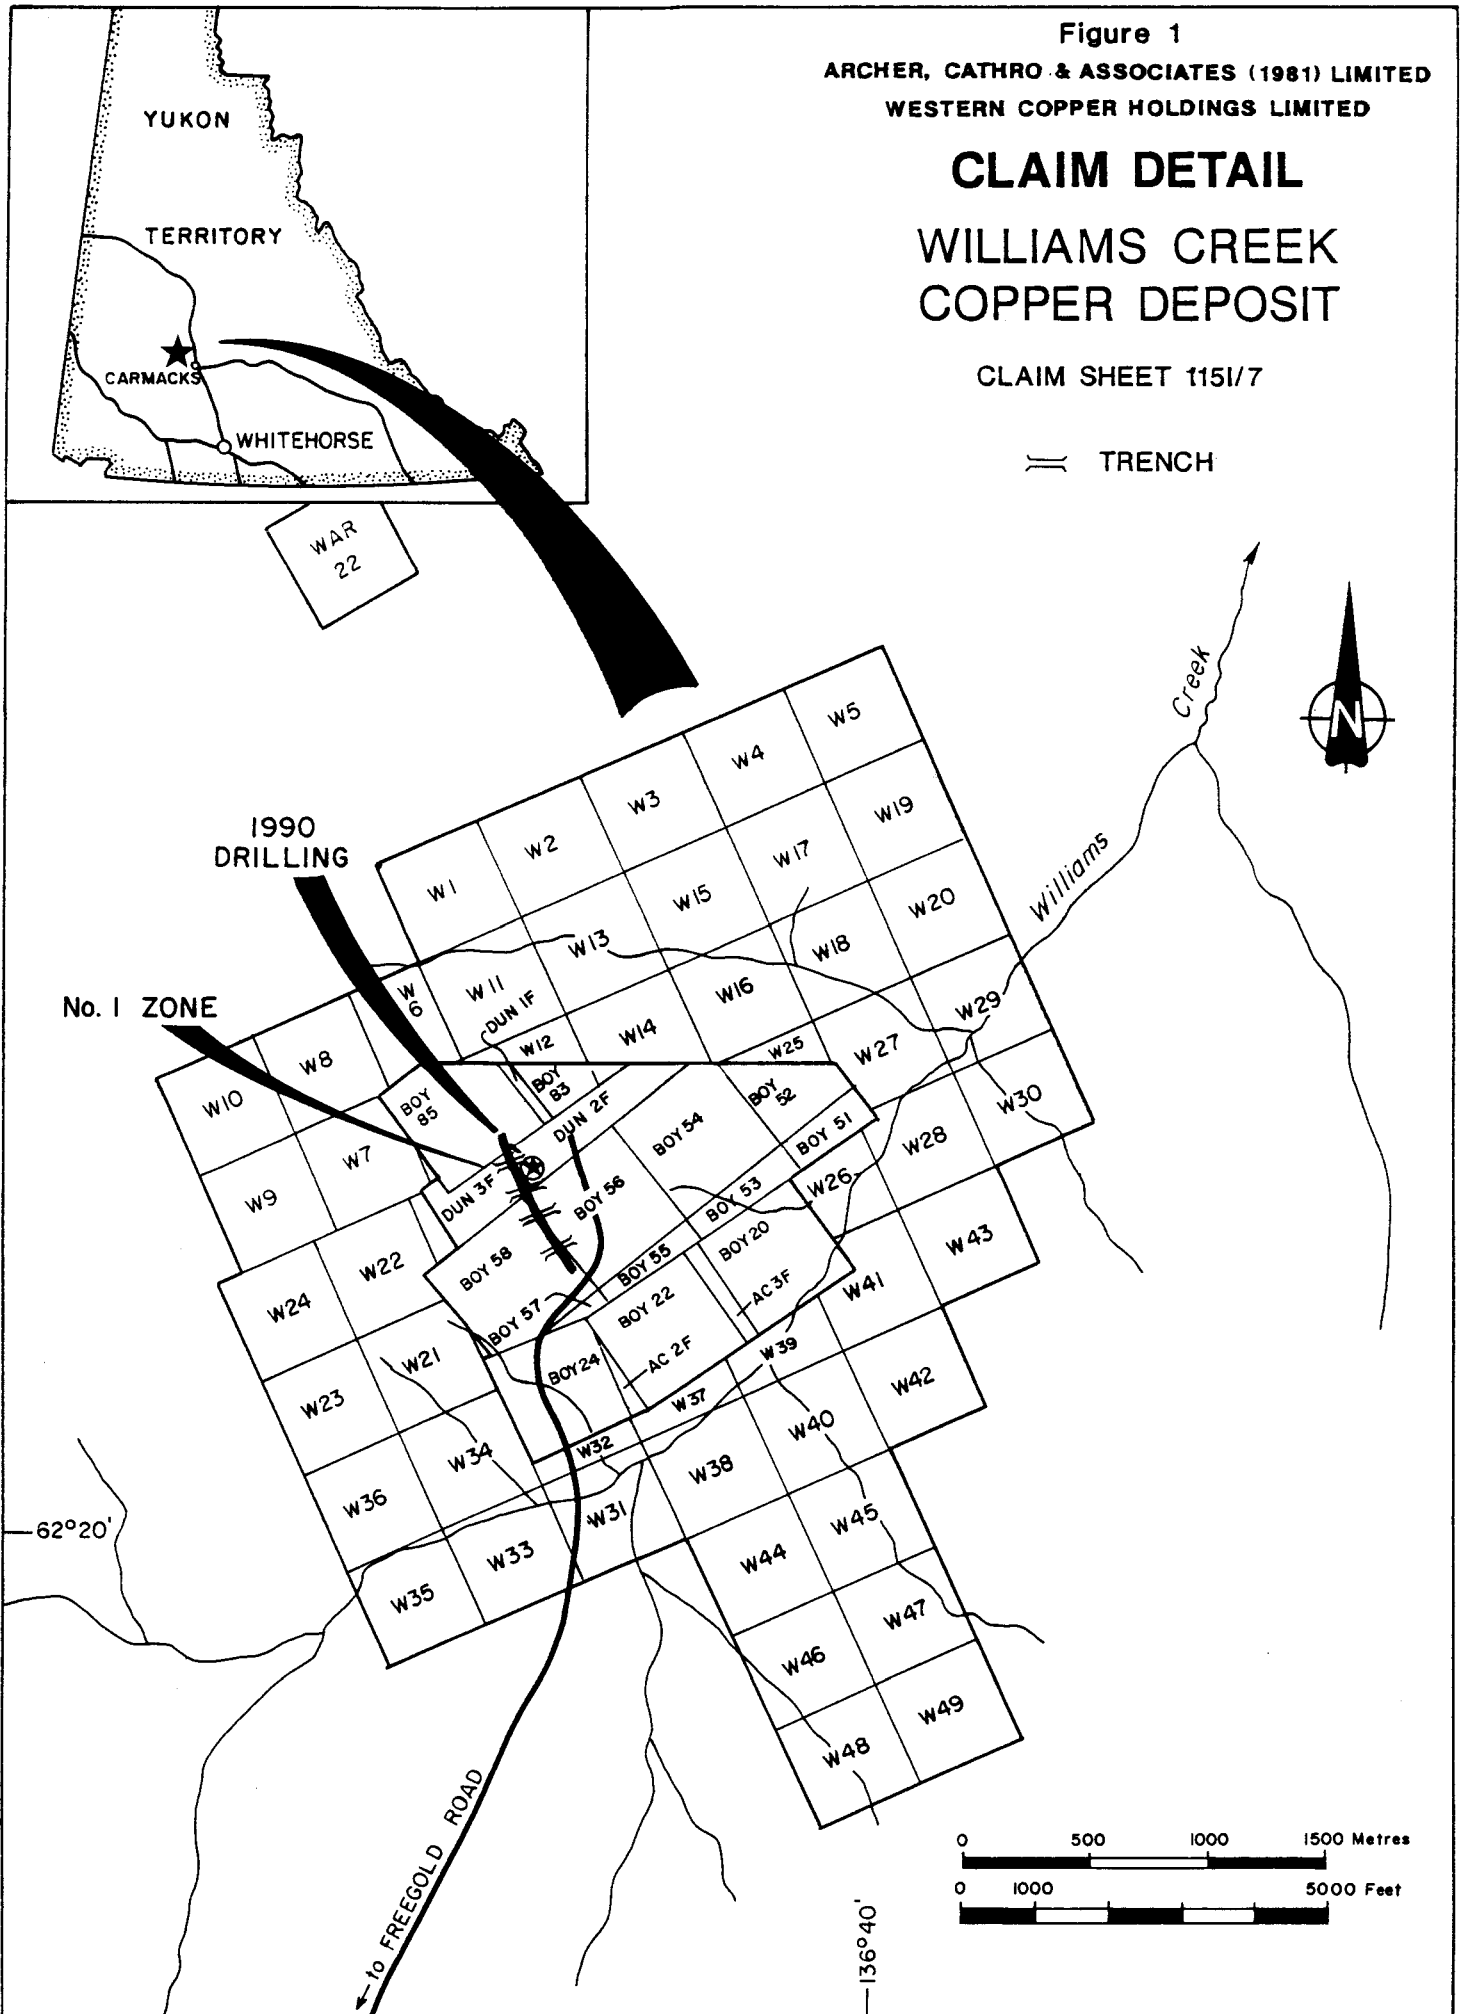 Figure 1
ARCHER, CATHRO & ASSOCIATES (1981) LIMITED
WESTERN COPPER HOLDINGS LIMITED
CLAIM DETAIL
WILLIAMS CREEK
COPPER DEPOSIT
CLAIM SHEET 115I/7
TRENCH
YUKON
TERRITORY
CARMACKS
WHITEHORSE
WAR
22
Creek
Williams
N
1990
DRILLING
No. 1 ZONE
W5
W4
W3
W2
W1
W19
W17
W15
W13
W11
W
6
W20
W18
W16
W14
W12
DUN 1F
W8
W10
W7
W9
W29
W27
W25
W30
W28
W26
BOY
85
BOY
83
DUN 2F
BOY
52
BOY 54
BOY 51
BOY 56
BOY 53
DUN 3F
BOY 58
BOY 55
BOY 20
BOY 57
BOY 22
AC 3F
BOY 24
AC 2F
W22
W24
W21
W23
W43
W41
W39
W42
W37
W40
W32
W38
W34
W36
W31
W33
W35
W45
W44
W47
W46
W49
W48
62°20'
to FREEGOLD ROAD
136°40'
0 500 1000 1500 Metres
0 1000 5000 Feet